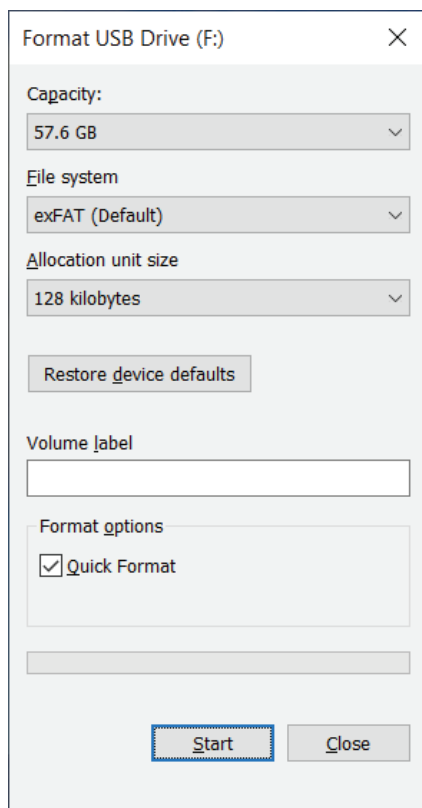 Format USB Drive (F:)
Capacity:
57.6 GB
File system
exFAT (Default)
Allocation unit size
128 kilobytes
Restore device defaults
Volume label
Format options
Quick Format
Start
Close